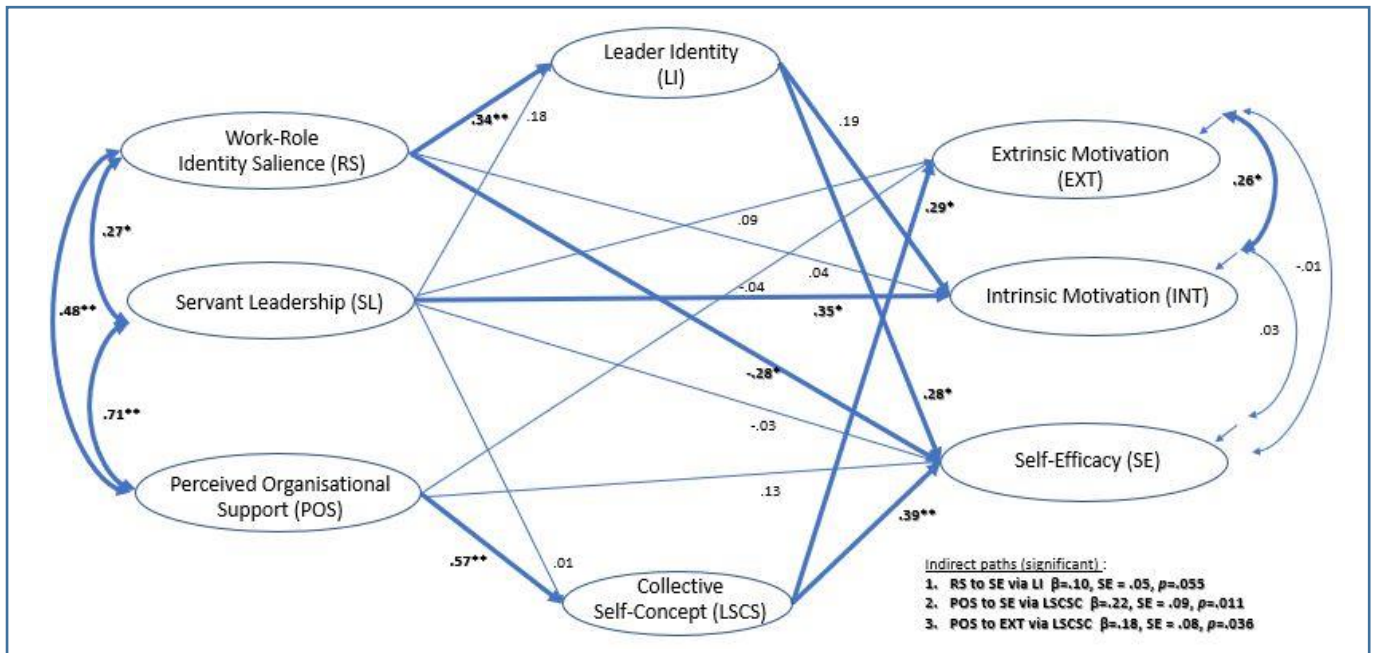 Leader Identity
(LI)
.34**
.18
.19
Work-Role
Identity Salience (RS)
Extrinsic Motivation
(EXT)
.26*
.29*
.27*
.09
-.01
.04
-.04
Servant Leadership (SL)
Intrinsic Motivation (INT)
.48**
.35*
.03
-.28*
.28*
.71**
-.03
Self-Efficacy (SE)
Perceived Organisational
Support (POS)
.13
.39**
.57**
.01
Collective
Self-Concept (LSCS)
Indirect paths (significant) :
1. RS to SE via LI β=.10, SE = .05, p=.055
2. POS to SE via LSCSC β=.22, SE = .09, p=.011
3. POS to EXT via LSCSC β=.18, SE = .08, p=.036